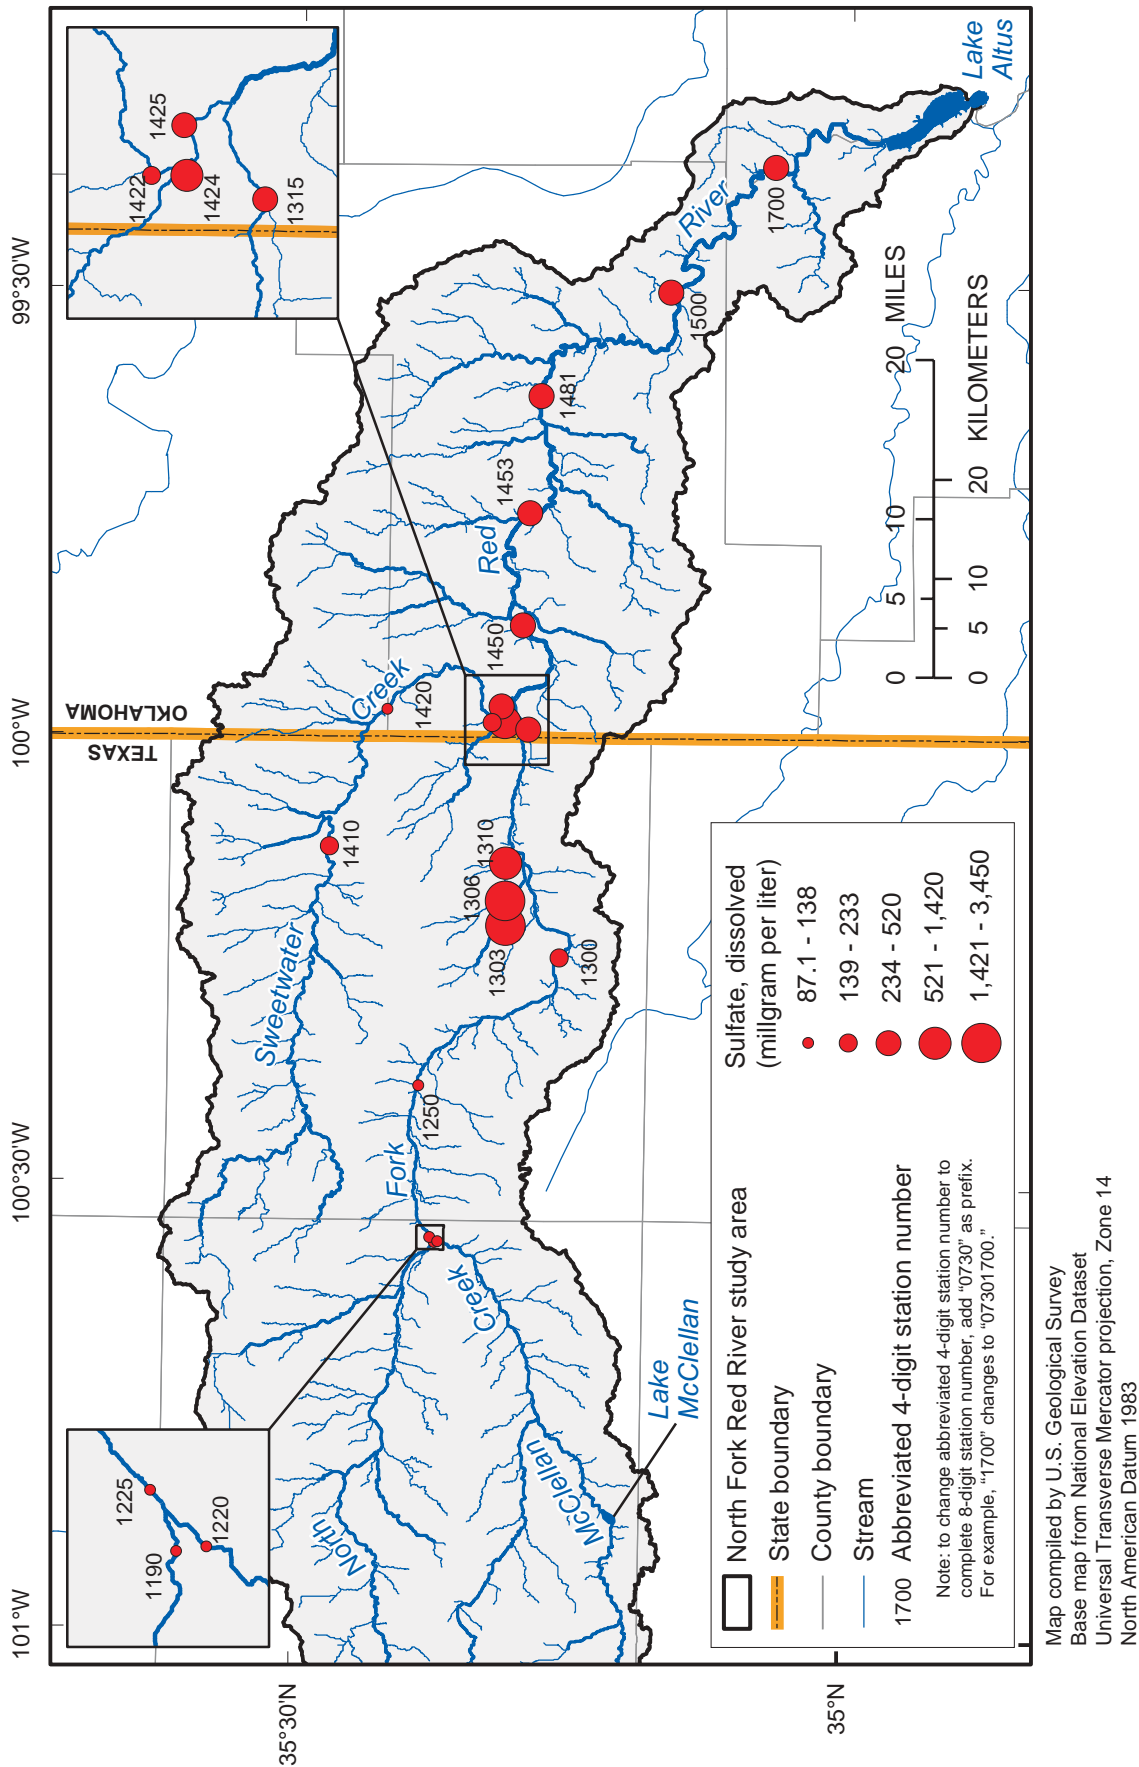 101°W
100°30'W
100°W
99°30'W
35°30'N
35°N
1225
1190
1220
1422
1425
1424
1315
TEXAS
OKLAHOMA
Sweetwater
Creek
1410
1420
North
Fork
Red
River
McClellan
Creek
Lake
McClellan
1250
1300
1303
1306
1310
1450
1453
1481
1500
1700
Lake
Altus
North Fork Red River study area
State boundary
County boundary
Stream
1700 Abbreviated 4-digit station number
Note: to change abbreviated 4-digit station number to
complete 8-digit station number, add “0730” as prefix.
For example, “1700” changes to “07301700.”
Sulfate, dissolved
(millgram per liter)
87.1 - 138
139 - 233
234 - 520
521 - 1,420
1,421 - 3,450
0 5 10 20 MILES
0 5 10 20 KILOMETERS
Map compiled by U.S. Geological Survey
Base map from National Elevation Dataset
Universal Transverse Mercator projection, Zone 14
North American Datum 1983